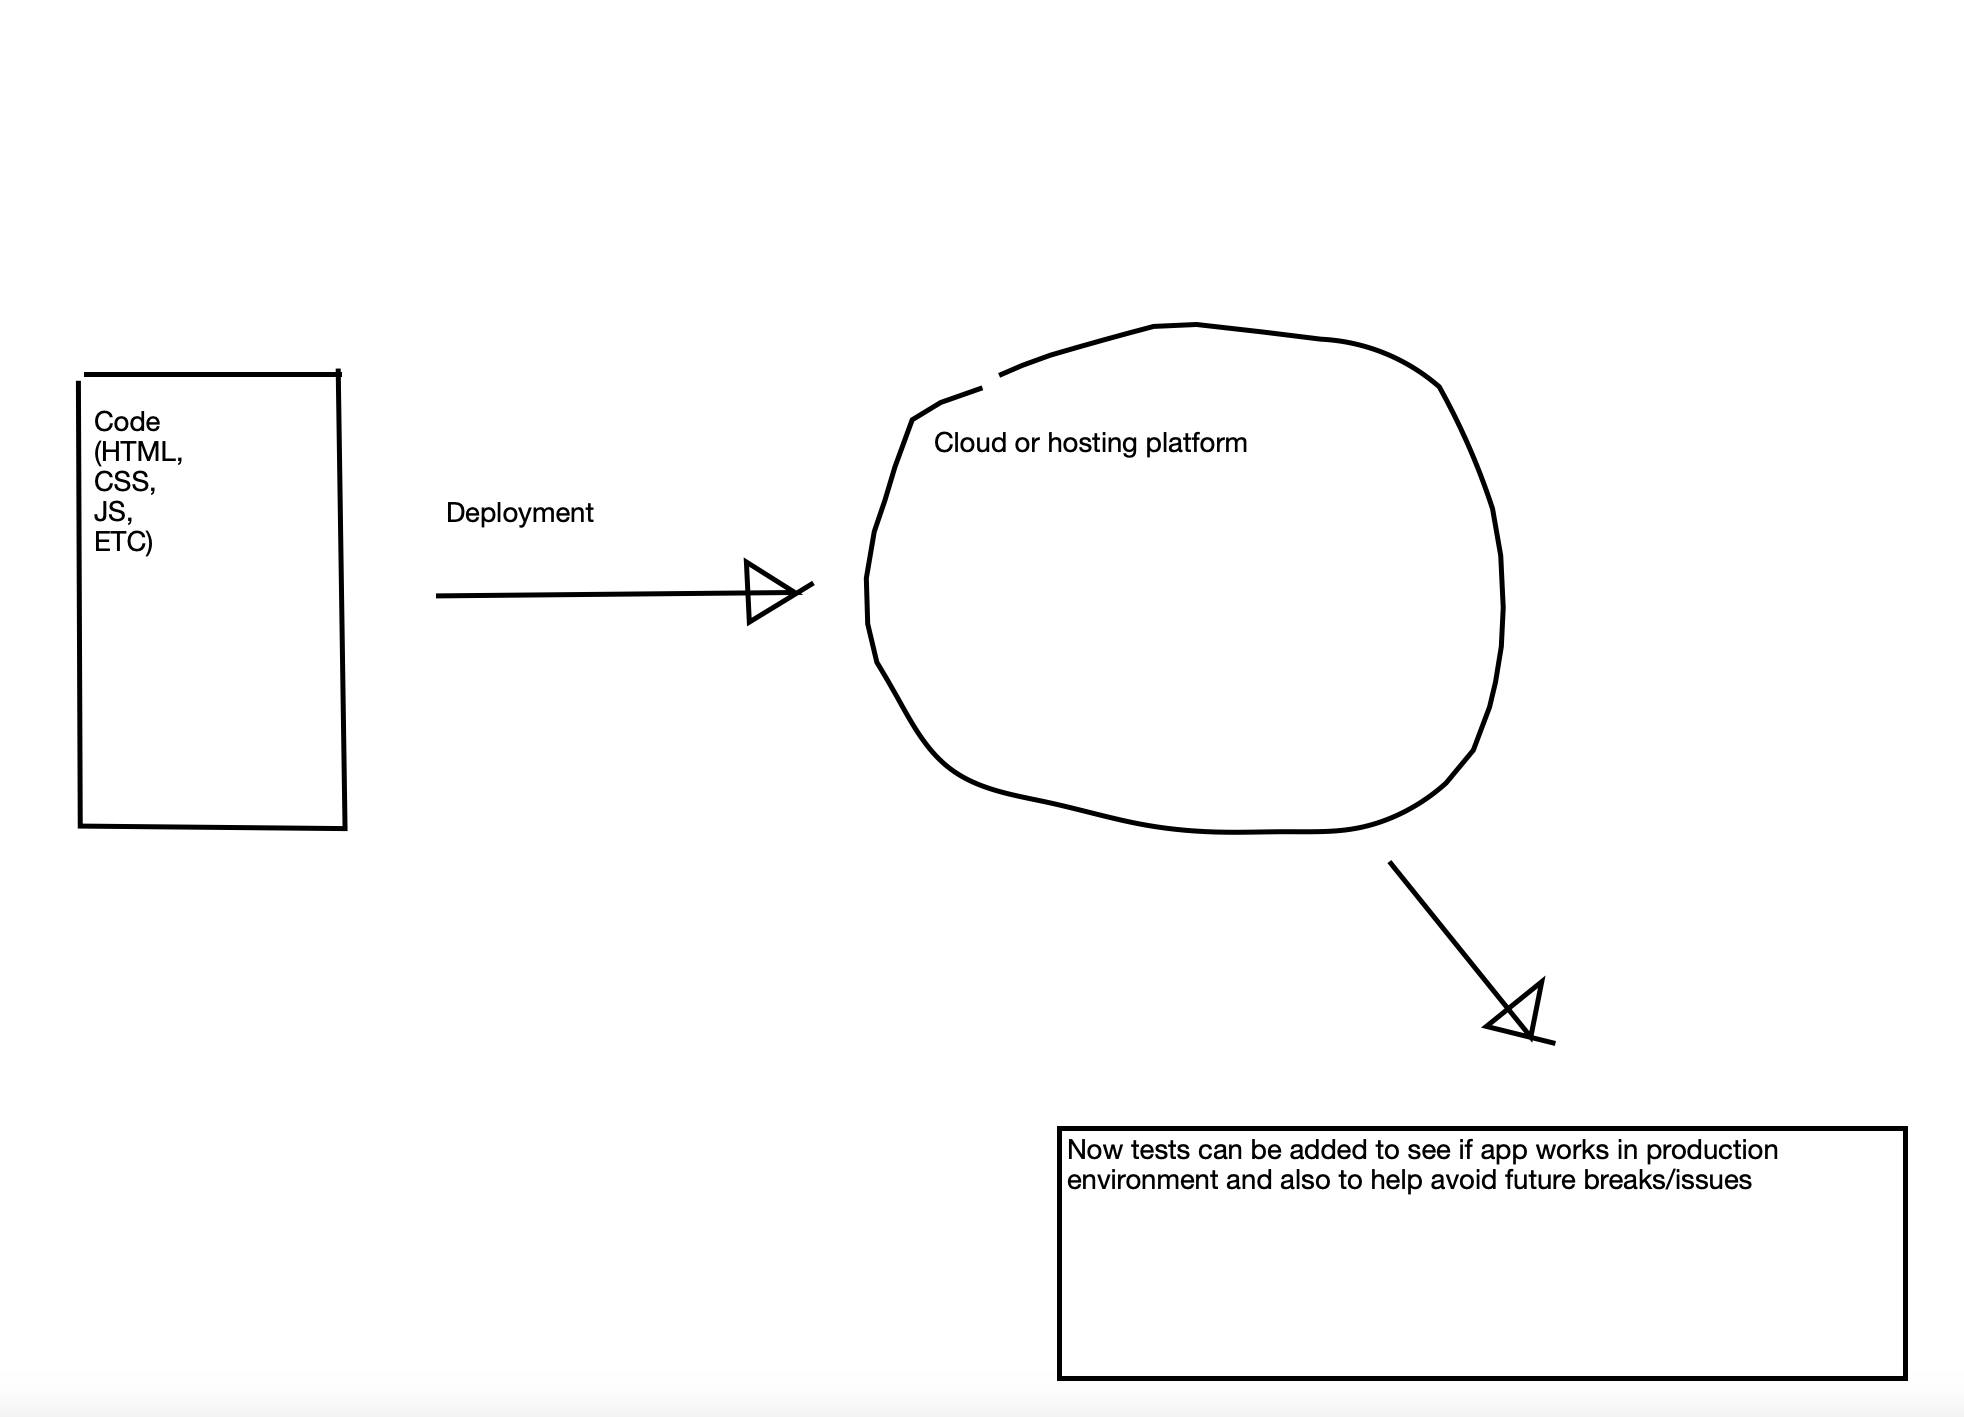 Code
(HTML,
CSS,
JS,
ETC)
Deployment
Cloud or hosting platform
Now tests can be added to see if app works in production
environment and also to help avoid future breaks/issues